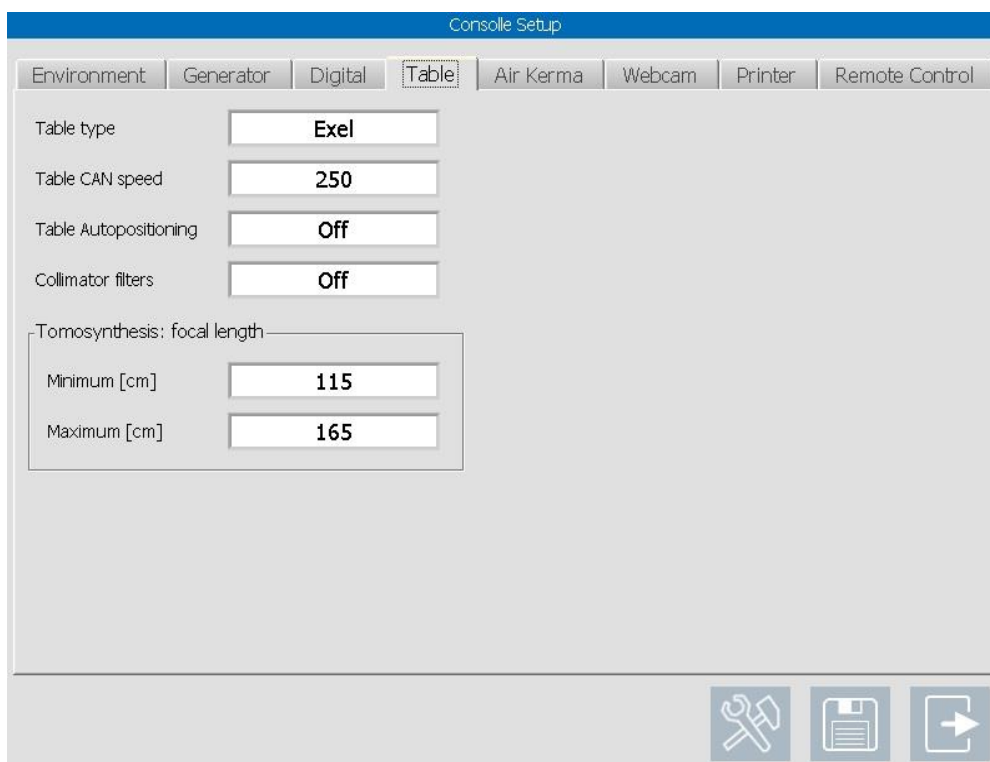 Consolle Setup
Environment Generator Digital Table Air Kerma Webcam Printer Remote Control
Table type Exel
Table CAN speed 250
Table Autopositioning Off
Collimator filters Off
Tomosynthesis: focal length
Minimum [cm] 115
Maximum [cm] 165